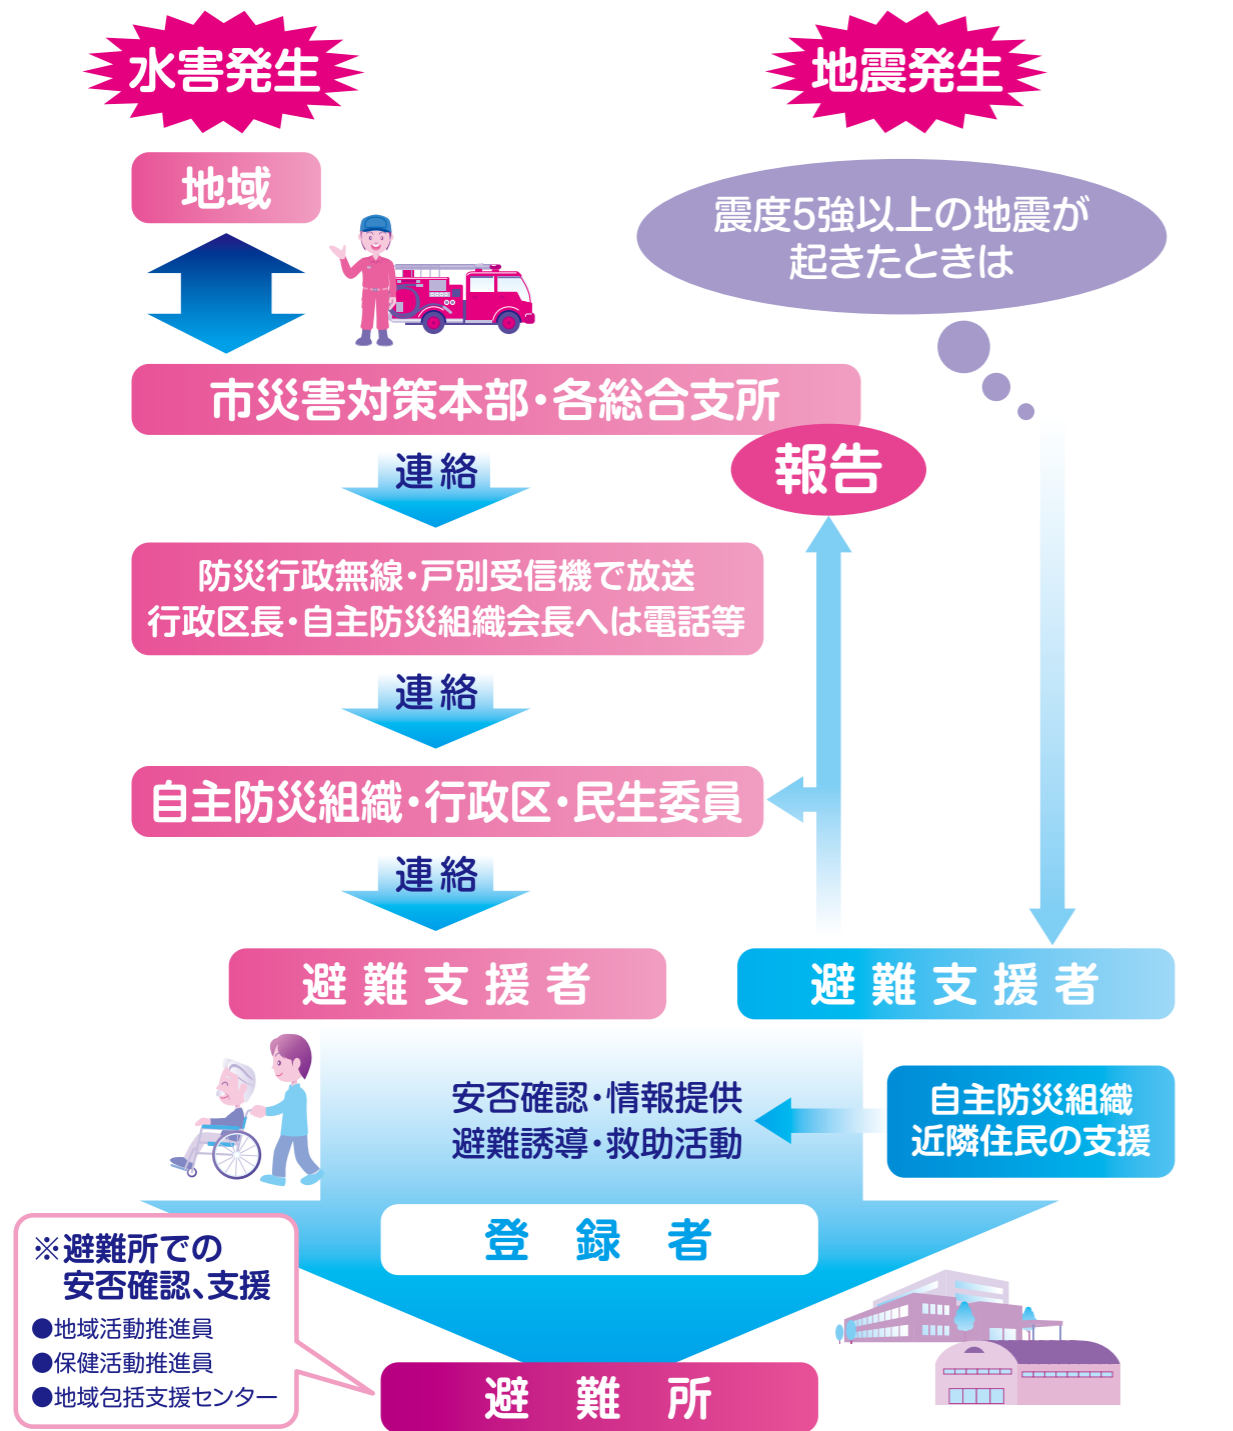 水害発生
地域
市災害対策本部・各総合支所
連絡
防災行政無線・戸別受信機で放送
行政区長・自主防災組織会長へは電話等
連絡
自主防災組織・行政区・民生委員
連絡
避難支援者
地震発生
震度5強以上の地震が
起きたときは
報告
避難支援者
安否確認・情報提供
避難誘導・救助活動
自主防災組織
近隣住民の支援
登録者
※避難所での
安否確認、支援
●地域活動推進員
●保健活動推進員
●地域包括支援センター
避難所